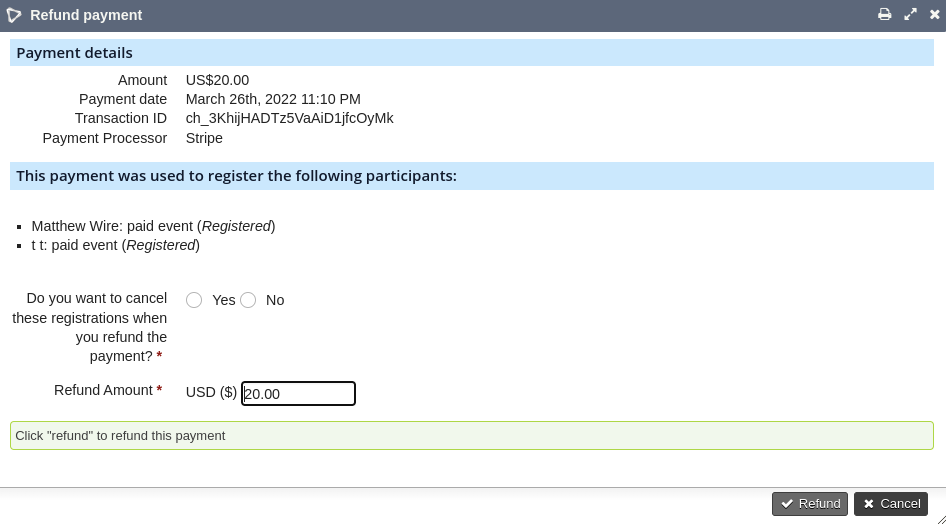 Refund payment
Payment details
Amount US$20.00
Payment date March 26th, 2022 11:10 PM
Transaction ID ch_3KhijHADTz5VaAiD1jfcOyMk
Payment Processor Stripe
This payment was used to register the following participants:
Matthew Wire: paid event (Registered)
t t: paid event (Registered)
Do you want to cancel Yes No
these registrations when
you refund the
payment? *
Refund Amount * USD ($) 20.00
Click "refund" to refund this payment
Refund Cancel